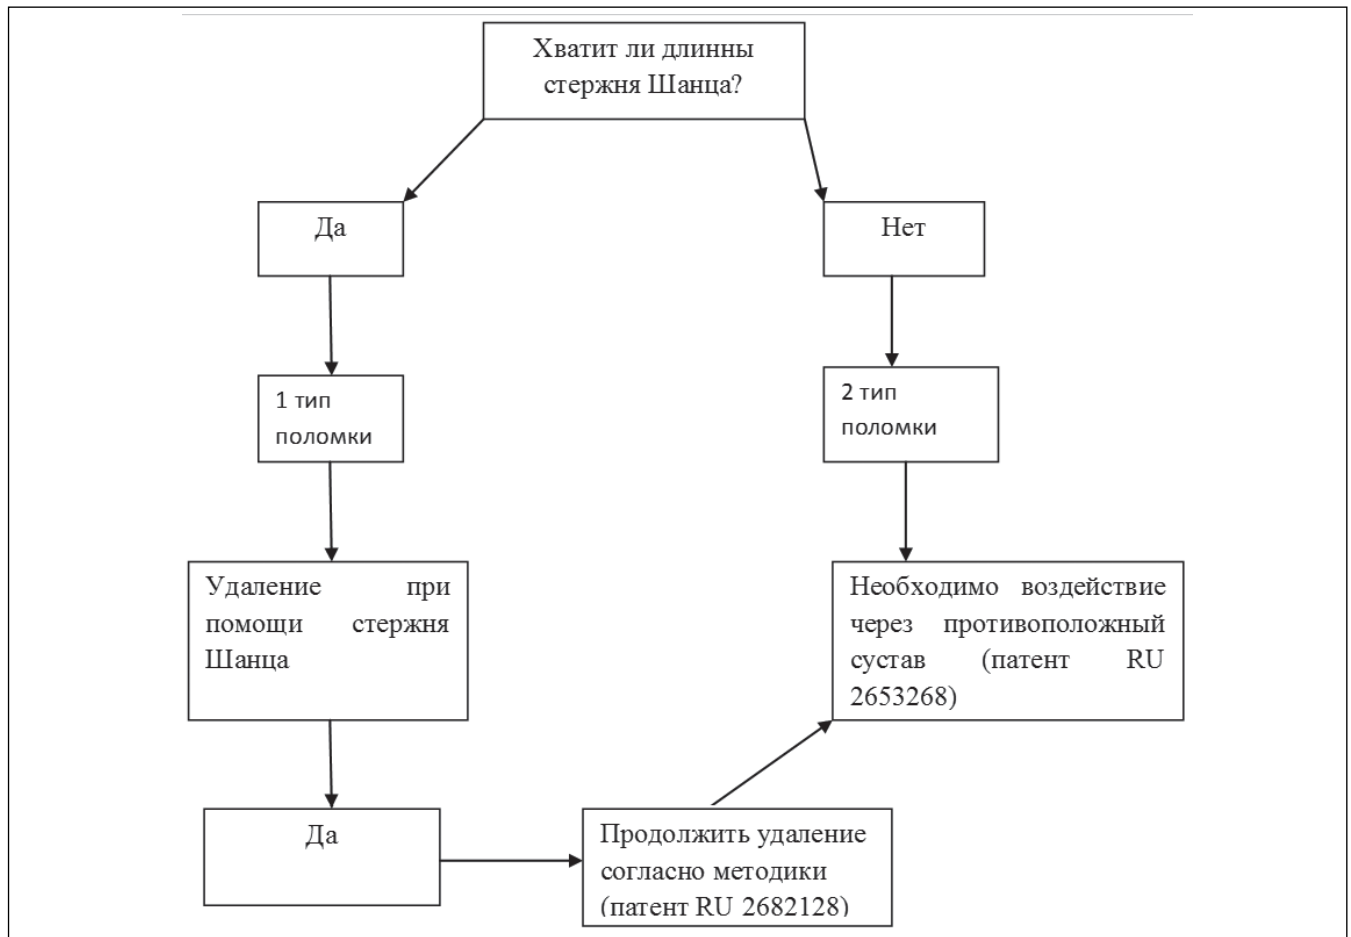 Хватит ли длинны
стержня Шанца?
Да
Нет
1 тип
поломки
2 тип
поломки
Удаление при
помощи стержня
Шанца
Необходимо воздействие
через противоположный
сустав (патент RU
2653268)
Да
Продолжить удаление
согласно методики
(патент RU 2682128)